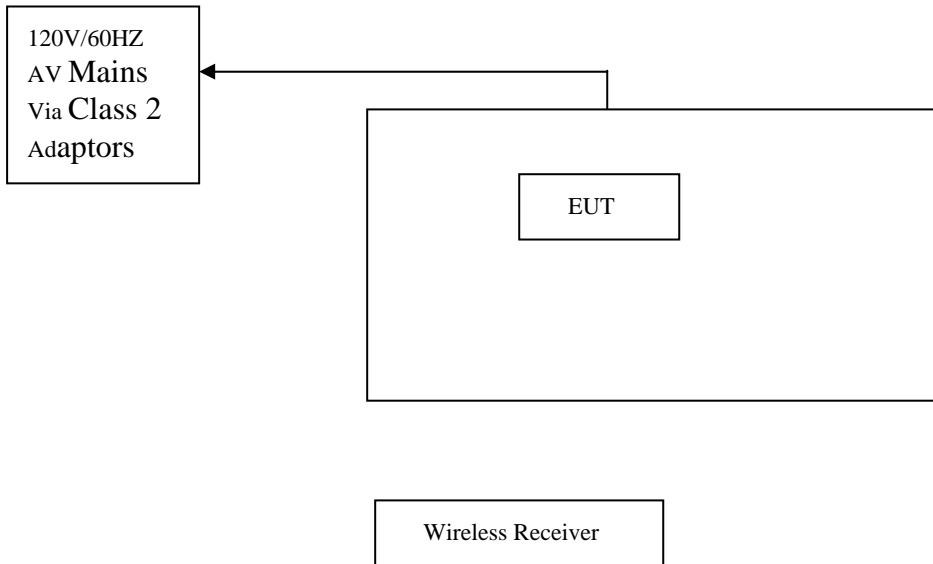 120V/60HZ
AV Mains
Via Class 2
Adaptors
EUT
Wireless Receiver